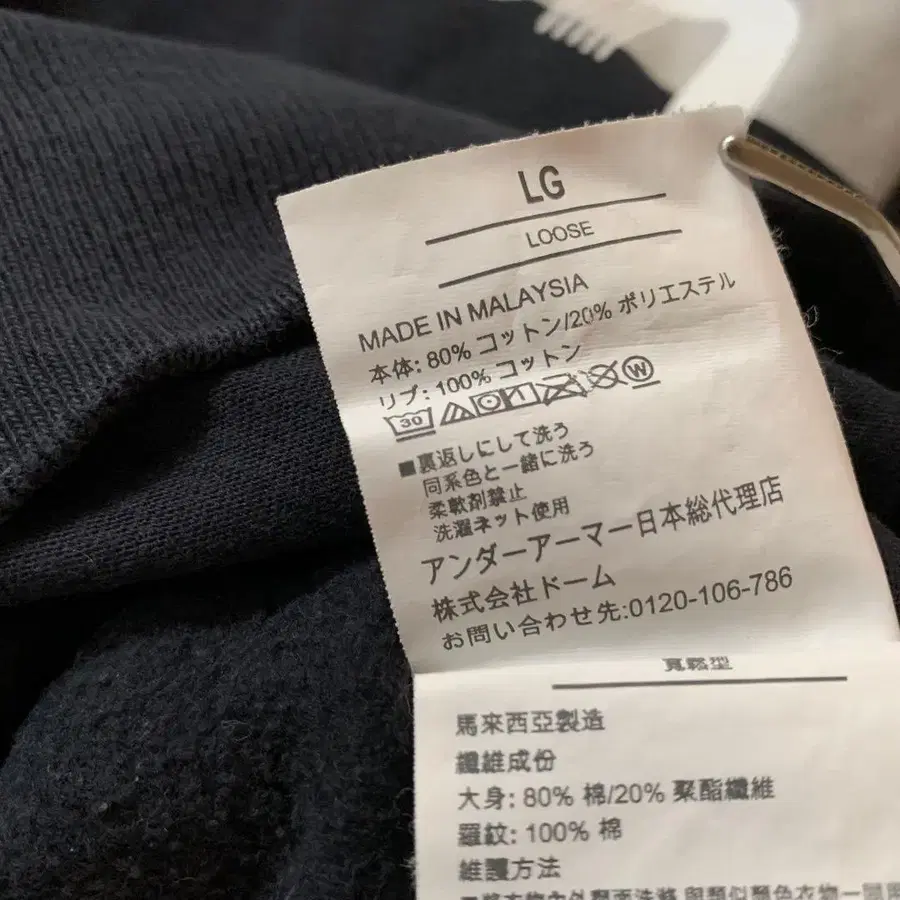 LG
LOOSE
MADE IN MALAYSIA
本体: 80% コットン/20% ポリエステル
リブ: 100% コットン
30 W
■裏返しにして洗う
同系色と一緒に洗う
柔軟剤禁止
洗濯ネット使用
アンダーアーマー日本総代理店
株式会社ドーム
お問い合わせ先:0120-106-786
寬鬆型
馬來西亞製造
纖維成份
大身: 80% 棉/20% 聚酯纖維
羅紋: 100% 棉
維護方法